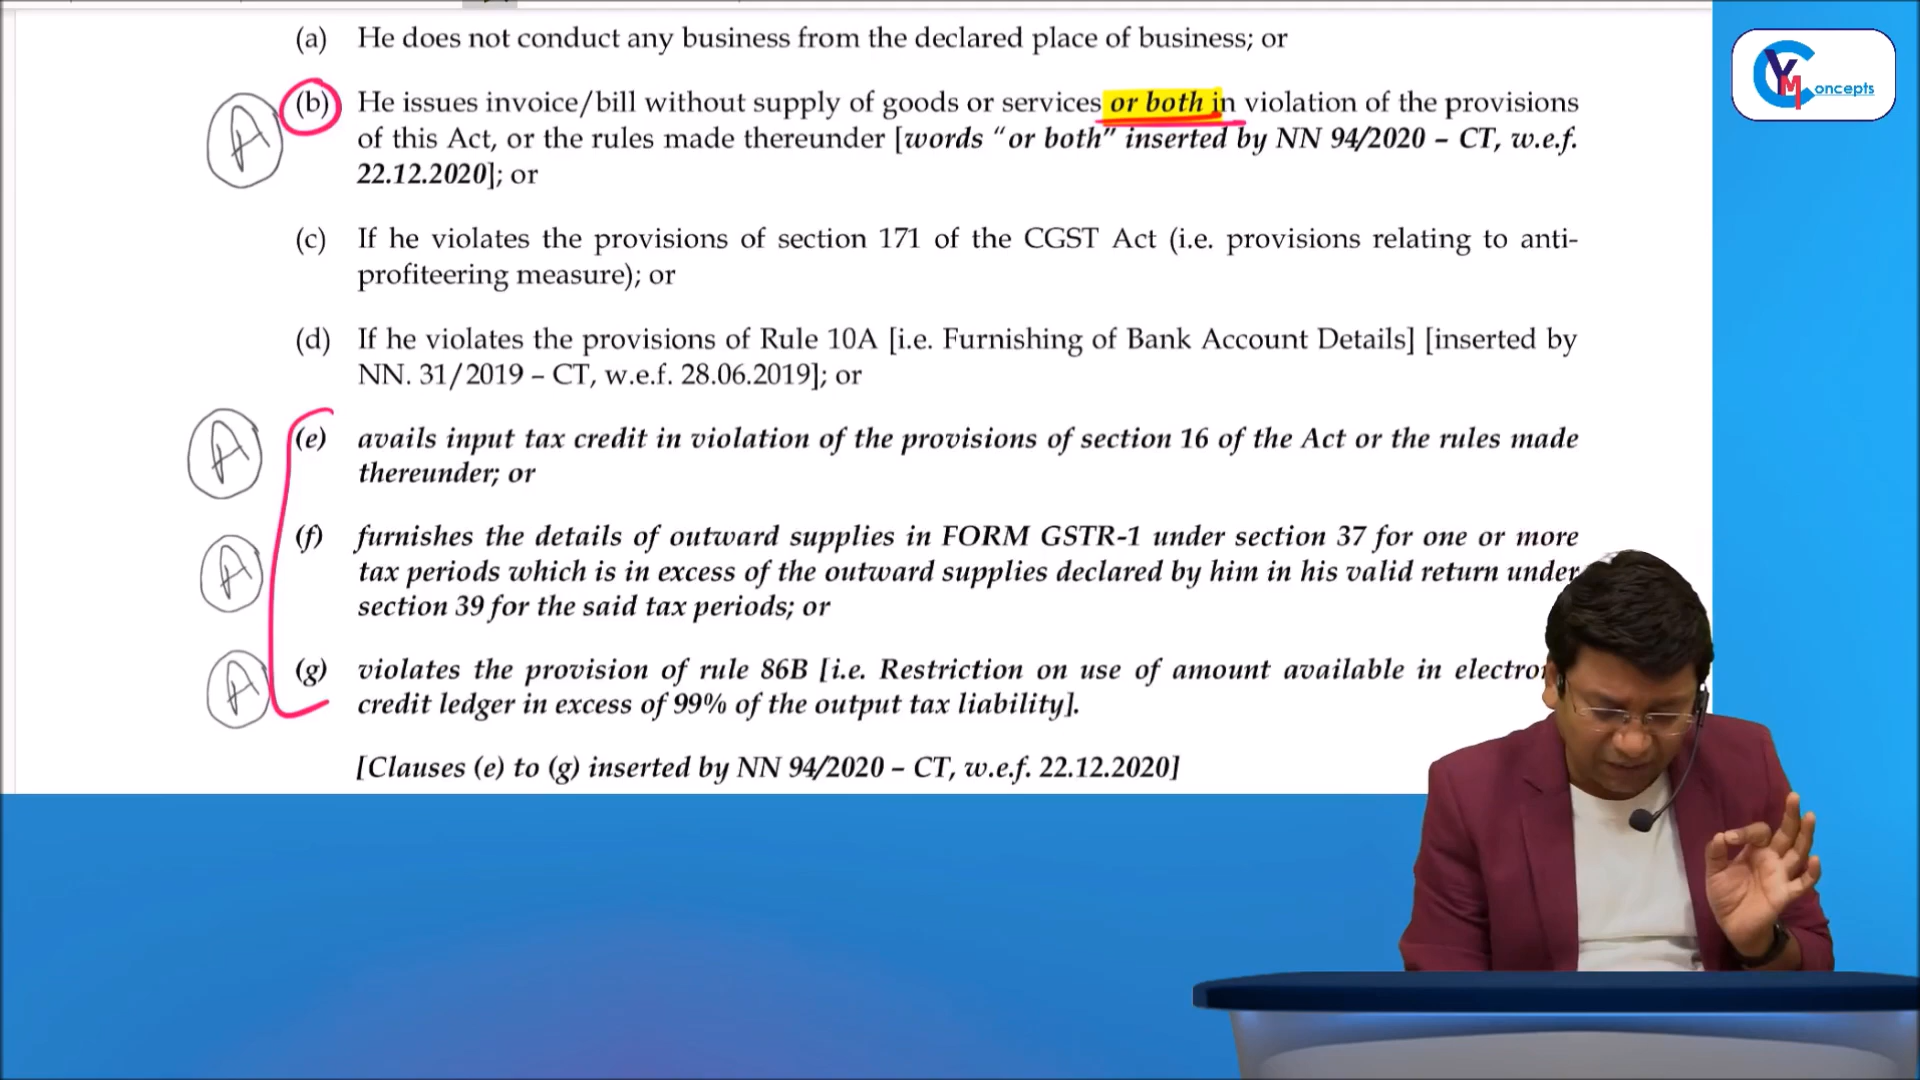 (a) He does not conduct any business from the declared place of business; or
(b) He issues invoice/bill without supply of goods or services or both in violation of the provisions
of this Act, or the rules made thereunder [words “or both” inserted by NN 94/2020 – CT, w.e.f.
22.12.2020]; or
(c) If he violates the provisions of section 171 of the CGST Act (i.e. provisions relating to anti-
profiteering measure); or
(d) If he violates the provisions of Rule 10A [i.e. Furnishing of Bank Account Details] [inserted by
NN. 31/2019 – CT, w.e.f. 28.06.2019]; or
(e) avails input tax credit in violation of the provisions of section 16 of the Act or the rules made
thereunder; or
(f) furnishes the details of outward supplies in FORM GSTR-1 under section 37 for one or more
tax periods which is in excess of the outward supplies declared by him in his valid return under
section 39 for the said tax periods; or
(g) violates the provision of rule 86B [i.e. Restriction on use of amount available in
credit ledger in excess of 99% of the output tax liability].
[Clauses (e) to (g) inserted by NN 94/2020 – CT, w.e.f. 22.12.2020]
A
A
A
A
YM Concepts